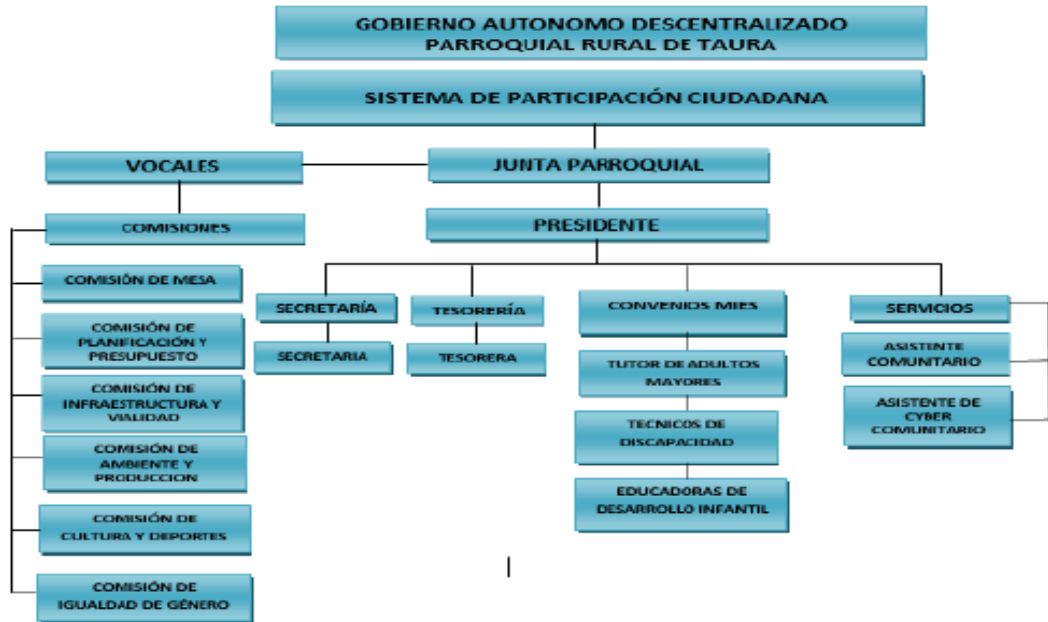 GOBIERNO AUTONOMO DESCENTRALIZADO
PARROQUIAL RURAL DE TAURA
SISTEMA DE PARTICIPACIÓN CIUDADANA
VOCALES
JUNTA PARROQUIAL
COMISIONES
PRESIDENTE
COMISIÓN DE MESA
COMISIÓN DE
PLANIFICACIÓN Y
PRESUPUESTO
COMISIÓN DE
INFRAESTRUCTURA Y
VIALIDAD
COMISIÓN DE
AMBIENTE Y
PRODUCCION
COMISIÓN DE
CULTURA Y DEPORTES
COMISIÓN DE
IGUALDAD DE GÉNERO
SECRETARÍA
SECRETARIA
TESORERÍA
TESORERA
CONVENIOS MIES
TUTOR DE ADULTOS
MAYORES
TECNICOS DE
DISCAPACIDAD
EDUCADORAS DE
DESARROLLO INFANTIL
SERVICIOS
ASISTENTE
COMUNITARIO
ASISTENTE DE
CYBER
COMUNITARIO